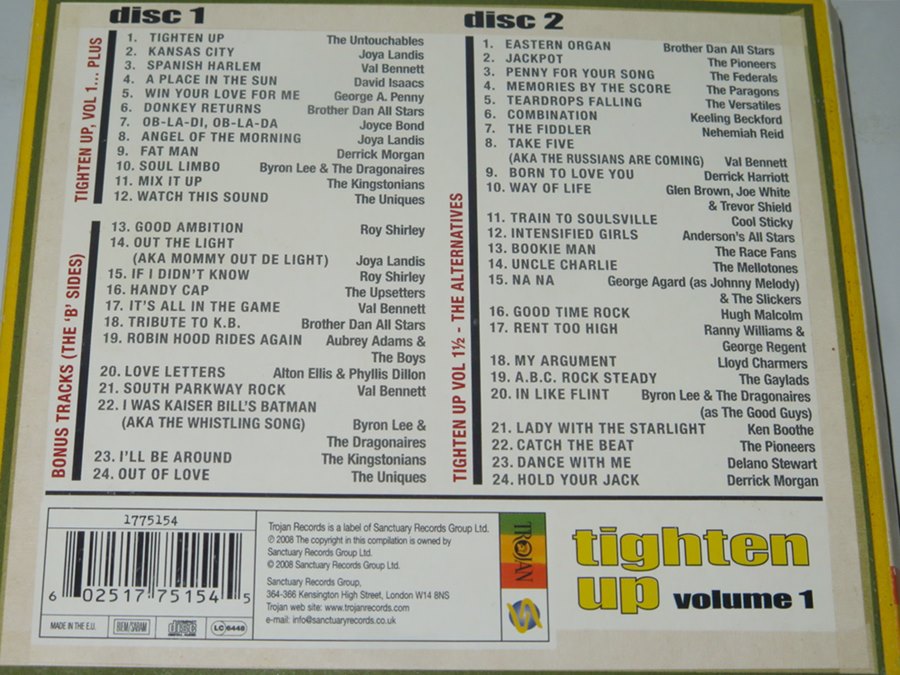 disc 1
TIGHTEN UP, VOL 1... PLUS
1. TIGHTEN UP The Untouchables
2. KANSAS CITY Joya Landis
3. SPANISH HARLEM Val Bennett
4. A PLACE IN THE SUN David Isaacs
5. WIN YOUR LOVE FOR ME George A. Penny
6. DONKEY RETURNS Brother Dan All Stars
7. OB-LA-DI, OB-LA-DA Joyce Bond
8. ANGEL OF THE MORNING Joya Landis
9. FAT MAN Derrick Morgan
10. SOUL LIMBO Byron Lee & The Dragonaires
11. MIX IT UP The Kingstonians
12. WATCH THIS SOUND The Uniques
BONUS TRACKS (THE 'B' SIDES)
13. GOOD AMBITION Roy Shirley
14. OUT THE LIGHT
(AKA MOMMY OUT DE LIGHT) Joya Landis
15. IF I DIDN'T KNOW Roy Shirley
16. HANDY CAP The Upsetters
17. IT'S ALL IN THE GAME Val Bennett
18. TRIBUTE TO K.B. Brother Dan All Stars
19. ROBIN HOOD RIDES AGAIN Aubrey Adams &
The Boys
20. LOVE LETTERS Alton Ellis & Phyllis Dillon
21. SOUTH PARKWAY ROCK Val Bennett
22. I WAS KAISER BILL'S BATMAN
(AKA THE WHISTLING SONG) Byron Lee &
The Dragonaires
23. I'LL BE AROUND The Kingstonians
24. OUT OF LOVE The Uniques
disc 2
TIGHTEN UP VOL 1½ - THE ALTERNATIVES
1. EASTERN ORGAN Brother Dan All Stars
2. JACKPOT The Pioneers
3. PENNY FOR YOUR SONG The Federals
4. MEMORIES BY THE SCORE The Paragons
5. TEARDROPS FALLING The Versatiles
6. COMBINATION Keeling Beckford
7. THE FIDDLER Nehemiah Reid
8. TAKE FIVE
(AKA THE RUSSIANS ARE COMING) Val Bennett
9. BORN TO LOVE YOU Derrick Harriott
10. WAY OF LIFE Glen Brown, Joe White
& Trevor Shield
11. TRAIN TO SOULSVILLE Cool Sticky
12. INTENSIFIED GIRLS Anderson's All Stars
13. BOOKIE MAN The Race Fans
14. UNCLE CHARLIE The Mellotones
15. NA NA George Agard (as Johnny Melody)
& The Slickers
16. GOOD TIME ROCK Hugh Malcolm
17. RENT TOO HIGH Ranny Williams &
George Regent
18. MY ARGUMENT Lloyd Charmers
19. A.B.C. ROCK STEADY The Gaylads
20. IN LIKE FLINT Byron Lee & The Dragonaires
(as The Good Guys)
21. LADY WITH THE STARLIGHT Ken Boothe
22. CATCH THE BEAT The Pioneers
23. DANCE WITH ME Delano Stewart
24. HOLD YOUR JACK Derrick Morgan
1775154
6 02517 75154 5
MADE IN THE E.U. BIEM/SABAM COMPACT disc DIGITAL AUDIO LC 6448
Trojan Records is a label of Sanctuary Records Group Ltd.
℗ 2008 The copyright in this compilation is owned by
Sanctuary Records Group Ltd.
© 2008 Sanctuary Records Group Ltd.
Sanctuary Records Group,
364-366 Kensington High Street, London W14 8NS
Trojan web site: www.trojanrecords.com
e-mail: info@sanctuaryrecords.co.uk
TROJAN
tighten
up volume 1